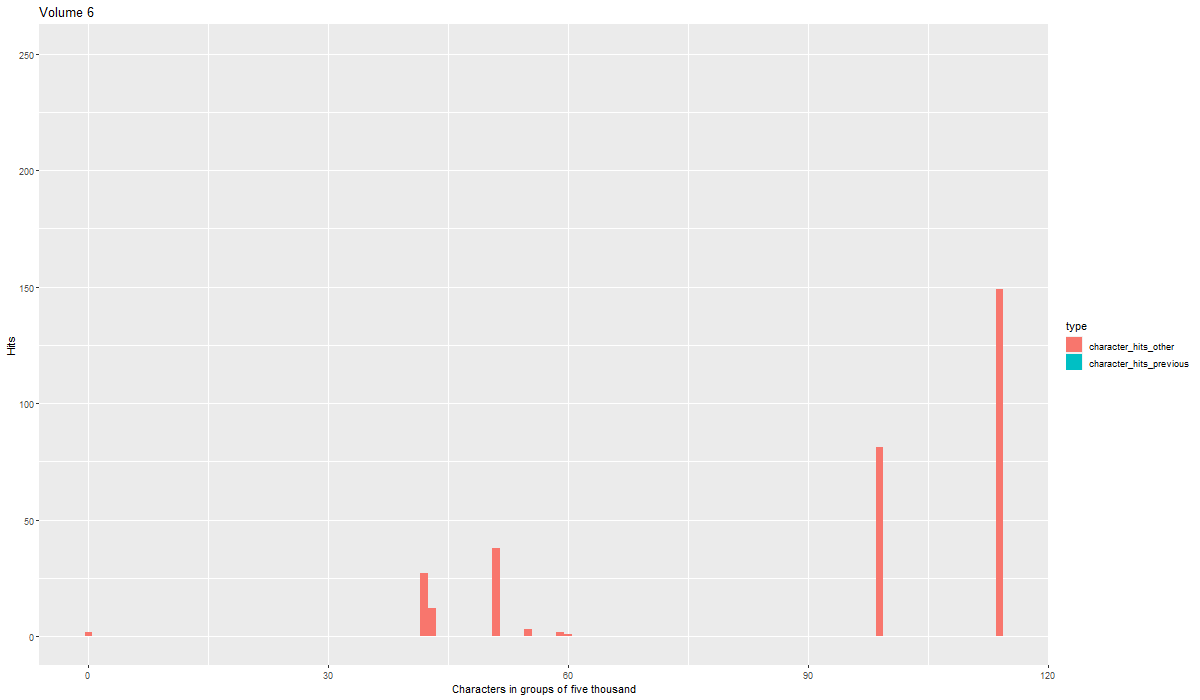 Volume 6
250
200
150
100
50
0
Hits
0 30 60 90 120
Characters in groups of five thousand
type
character_hits_other
character_hits_previous